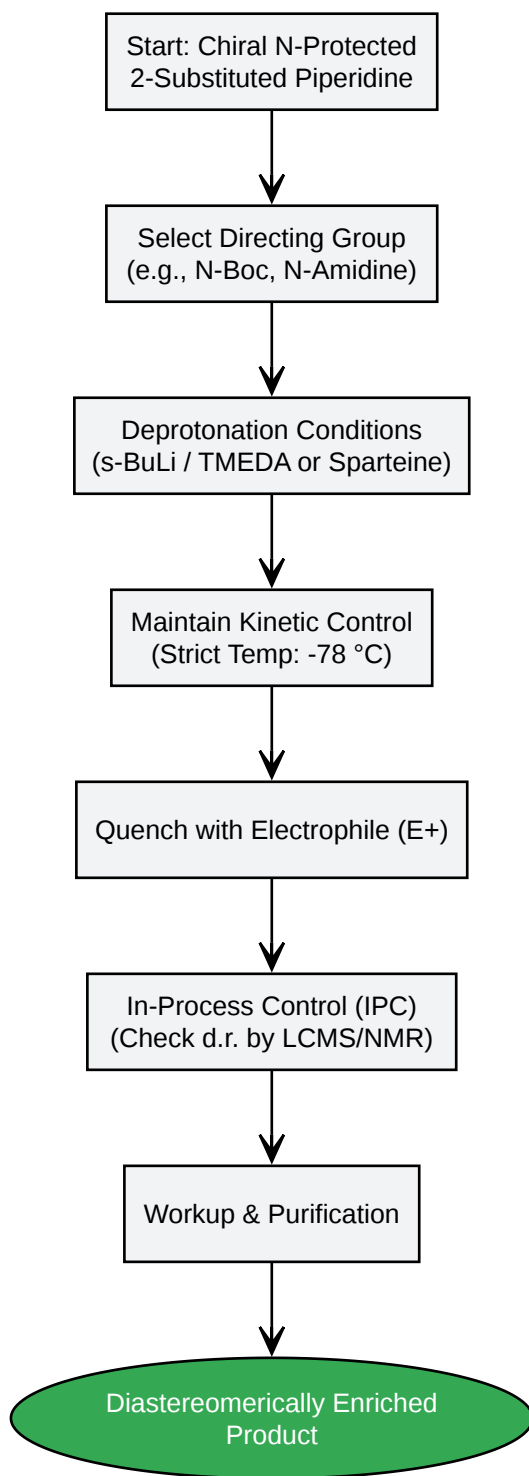 Start: Chiral N-Protected
2-Substituted Piperidine
Select Directing Group
(e.g., N-Boc, N-Amidine)
Deprotonation Conditions
(s-BuLi / TMEDA or Sparteine)
Maintain Kinetic Control
(Strict Temp: -78 °C)
Quench with Electrophile (E+)
In-Process Control (IPC)
(Check d.r. by LCMS/NMR)
Workup & Purification
Diastereomerically Enriched
Product